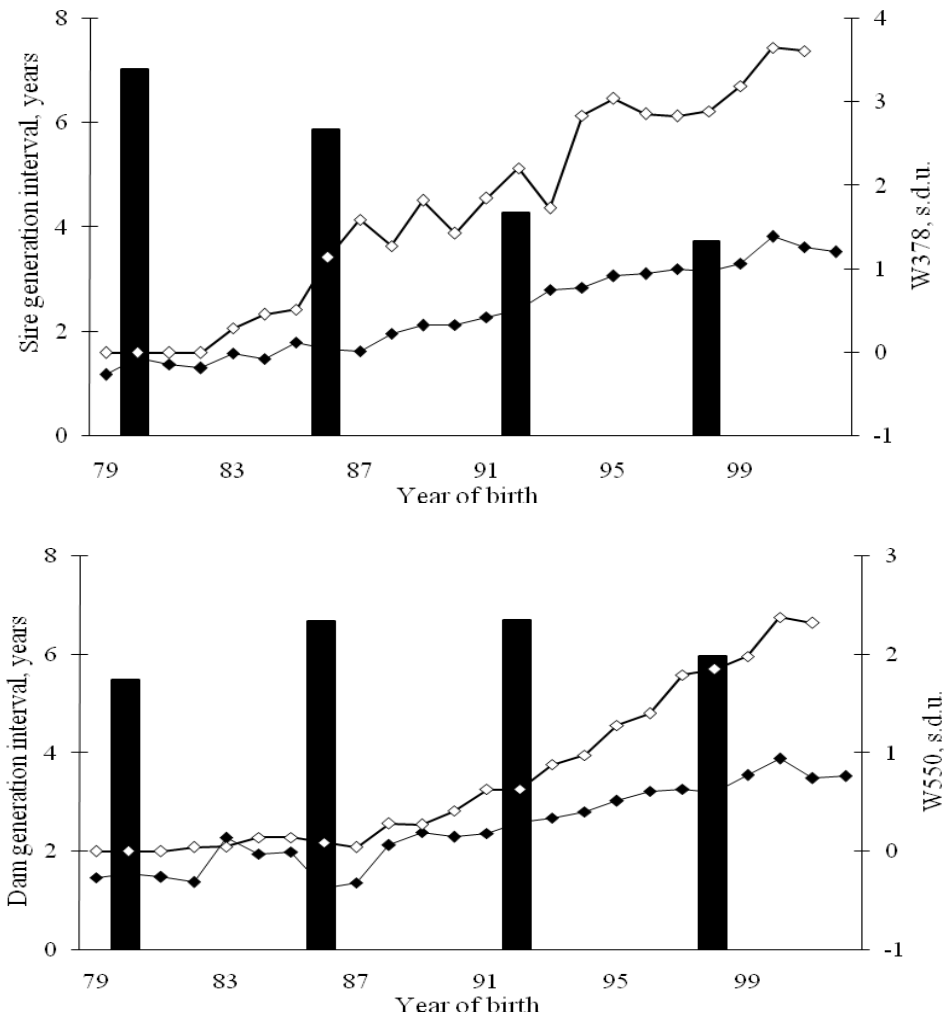 8
4
6
3
2
4
1
2
0
0
-1
Sire generation interval, years
W378, s.d.u.
79 83 87 91 95 99
Year of birth
8
3
6
2
4
1
2
0
0
-1
Dam generation interval, years
W550, s.d.u.
79 83 87 91 95 99
Year of birth